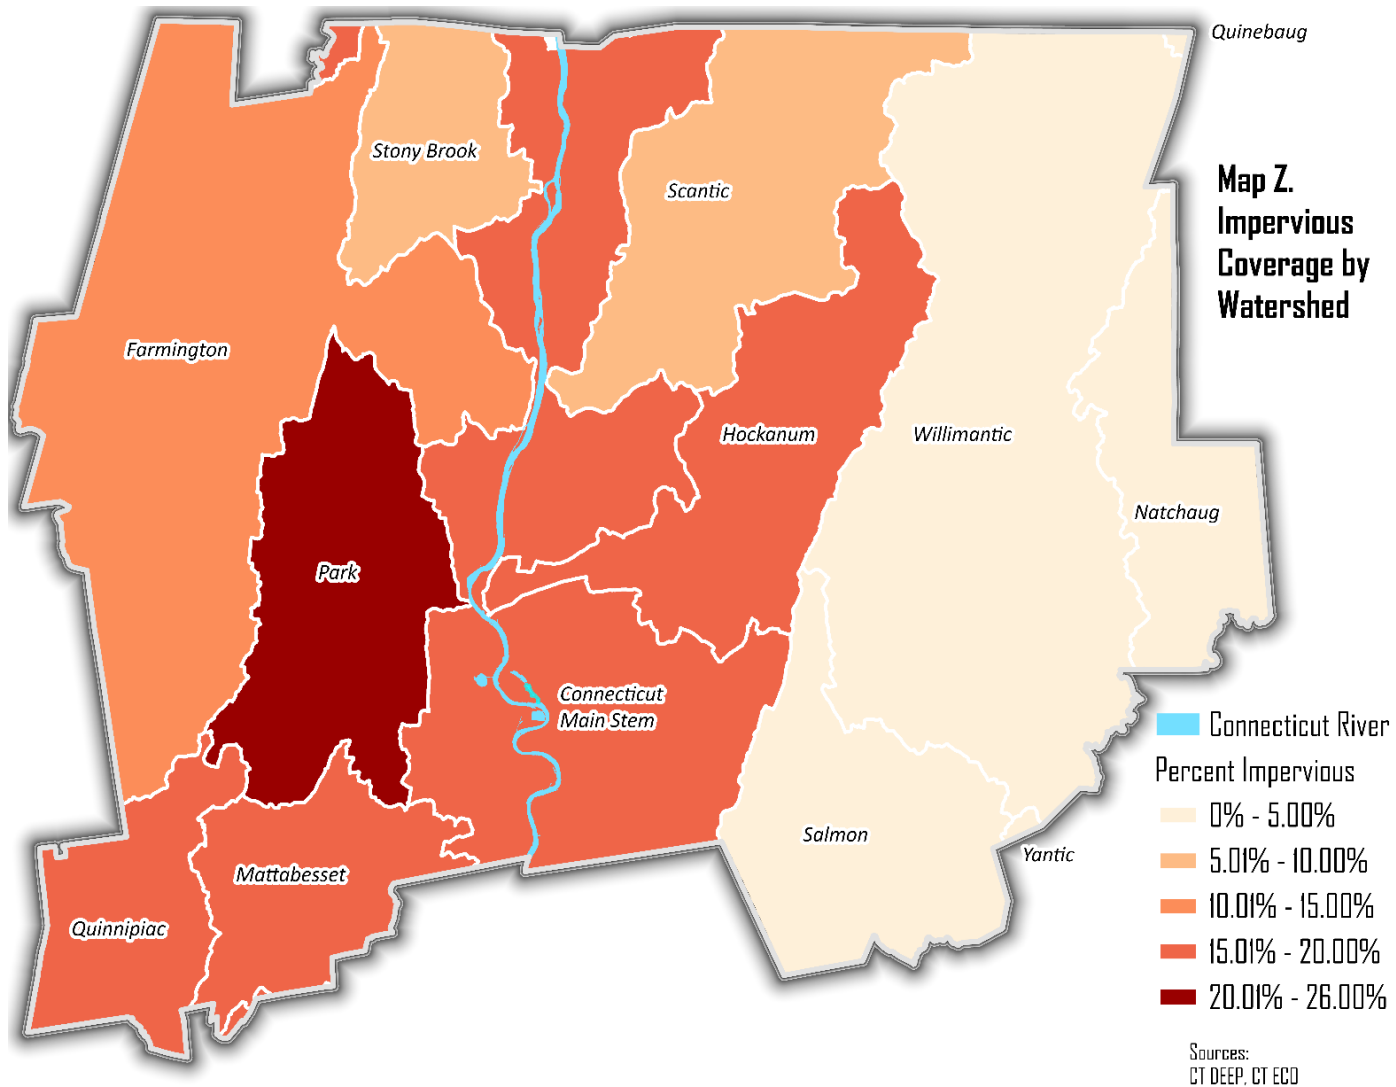 Quinebaug
Map Z.
Impervious
Coverage by
Watershed
Stony Brook
Scantic
Farmington
Hockanum
Willimantic
Natchaug
Park
Connecticut
Main Stem
Salmon
Yantic
Mattabesset
Quinnipiac
Connecticut River
Percent Impervious
0% - 5.00%
5.01% - 10.00%
10.01% - 15.00%
15.01% - 20.00%
20.01% - 26.00%
Sources:
CT DEEP, CT ECO